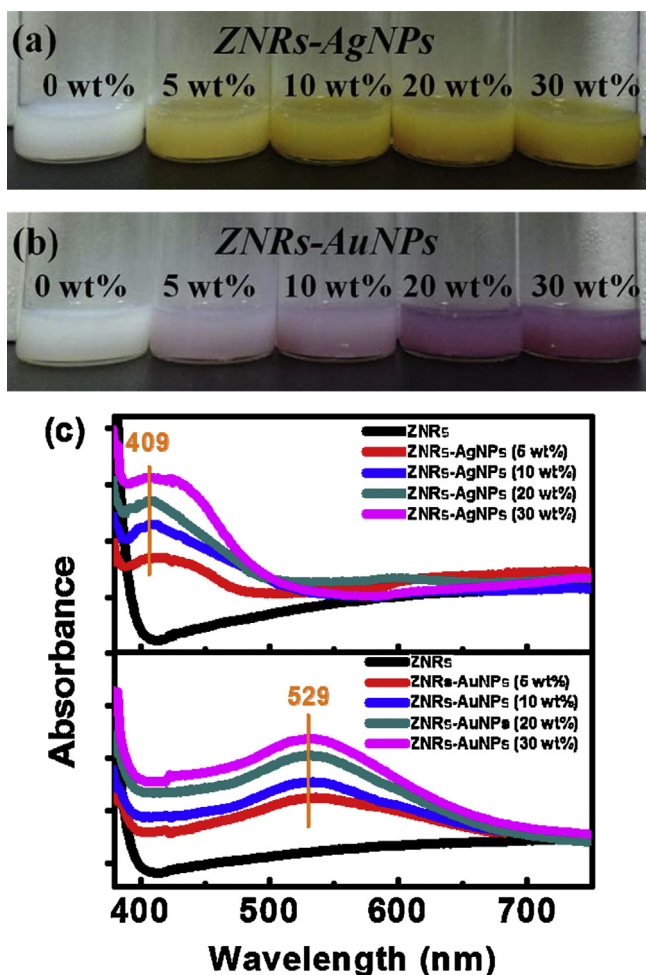 (a) ZNRs-AgNPs
0 wt% 5 wt% 10 wt% 20 wt% 30 wt%
(b) ZNRs-AuNPs
0 wt% 5 wt% 10 wt% 20 wt% 30 wt%
(c)
409
ZNRs
ZNRs-AgNPs (5 wt%)
ZNRs-AgNPs (10 wt%)
ZNRs-AgNPs (20 wt%)
ZNRs-AgNPs (30 wt%)
529
ZNRs
ZNRs-AuNPs (5 wt%)
ZNRs-AuNPs (10 wt%)
ZNRs-AuNPs (20 wt%)
ZNRs-AuNPs (30 wt%)
Absorbance
400 500 600 700
Wavelength (nm)